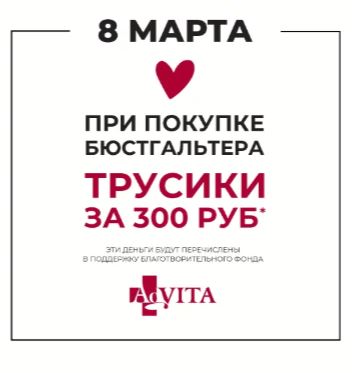 8 МАРТА
ПРИ ПОКУПКЕ
БЮСТГАЛЬТЕРА
ТРУСИКИ
ЗА 300 РУБ*
ЭТИ ДЕНЬГИ БУДУТ ПЕРЕЧИСЛЕНЫ
В ПОДДЕРЖКУ БЛАГОТВОРИТЕЛЬНОГО ФОНДА
AdVITA